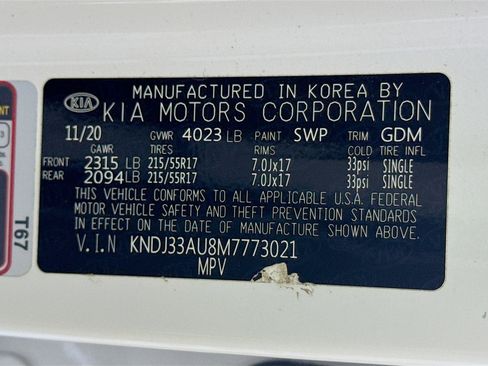 MANUFACTURED IN KOREA BY
KIA KIA MOTORS CORPORATION
11/20 GVWR 4023 LB PAINT SWP TRIM GDM
GAWR TIRES RIMS COLD TIRE INFL
FRONT 2315 LB 215/55R17 7.0Jx17 33psi SINGLE
REAR 2094 LB 215/55R17 7.0Jx17 33psi SINGLE
THIS VEHICLE CONFORMS TO ALL APPLICABLE U.S.A. FEDERAL
MOTOR VEHICLE SAFETY AND THEFT PREVENTION STANDARDS
IN EFFECT ON THE DATE OF MANUFACTURE SHOWN ABOVE.
V.I.N KNDJ33AU8M7773021
MPV
T67